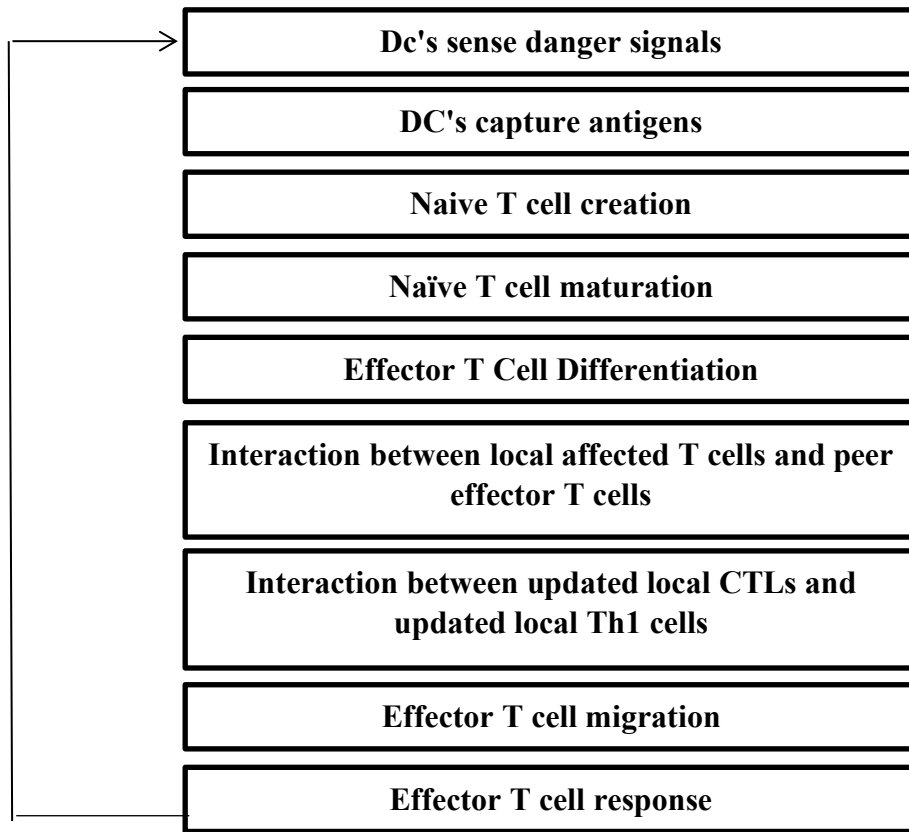 Dc's sense danger signals
DC's capture antigens
Naive T cell creation
Naïve T cell maturation
Effector T Cell Differentiation
Interaction between local affected T cells and peer
effector T cells
Interaction between updated local CTLs and
updated local Th1 cells
Effector T cell migration
Effector T cell response